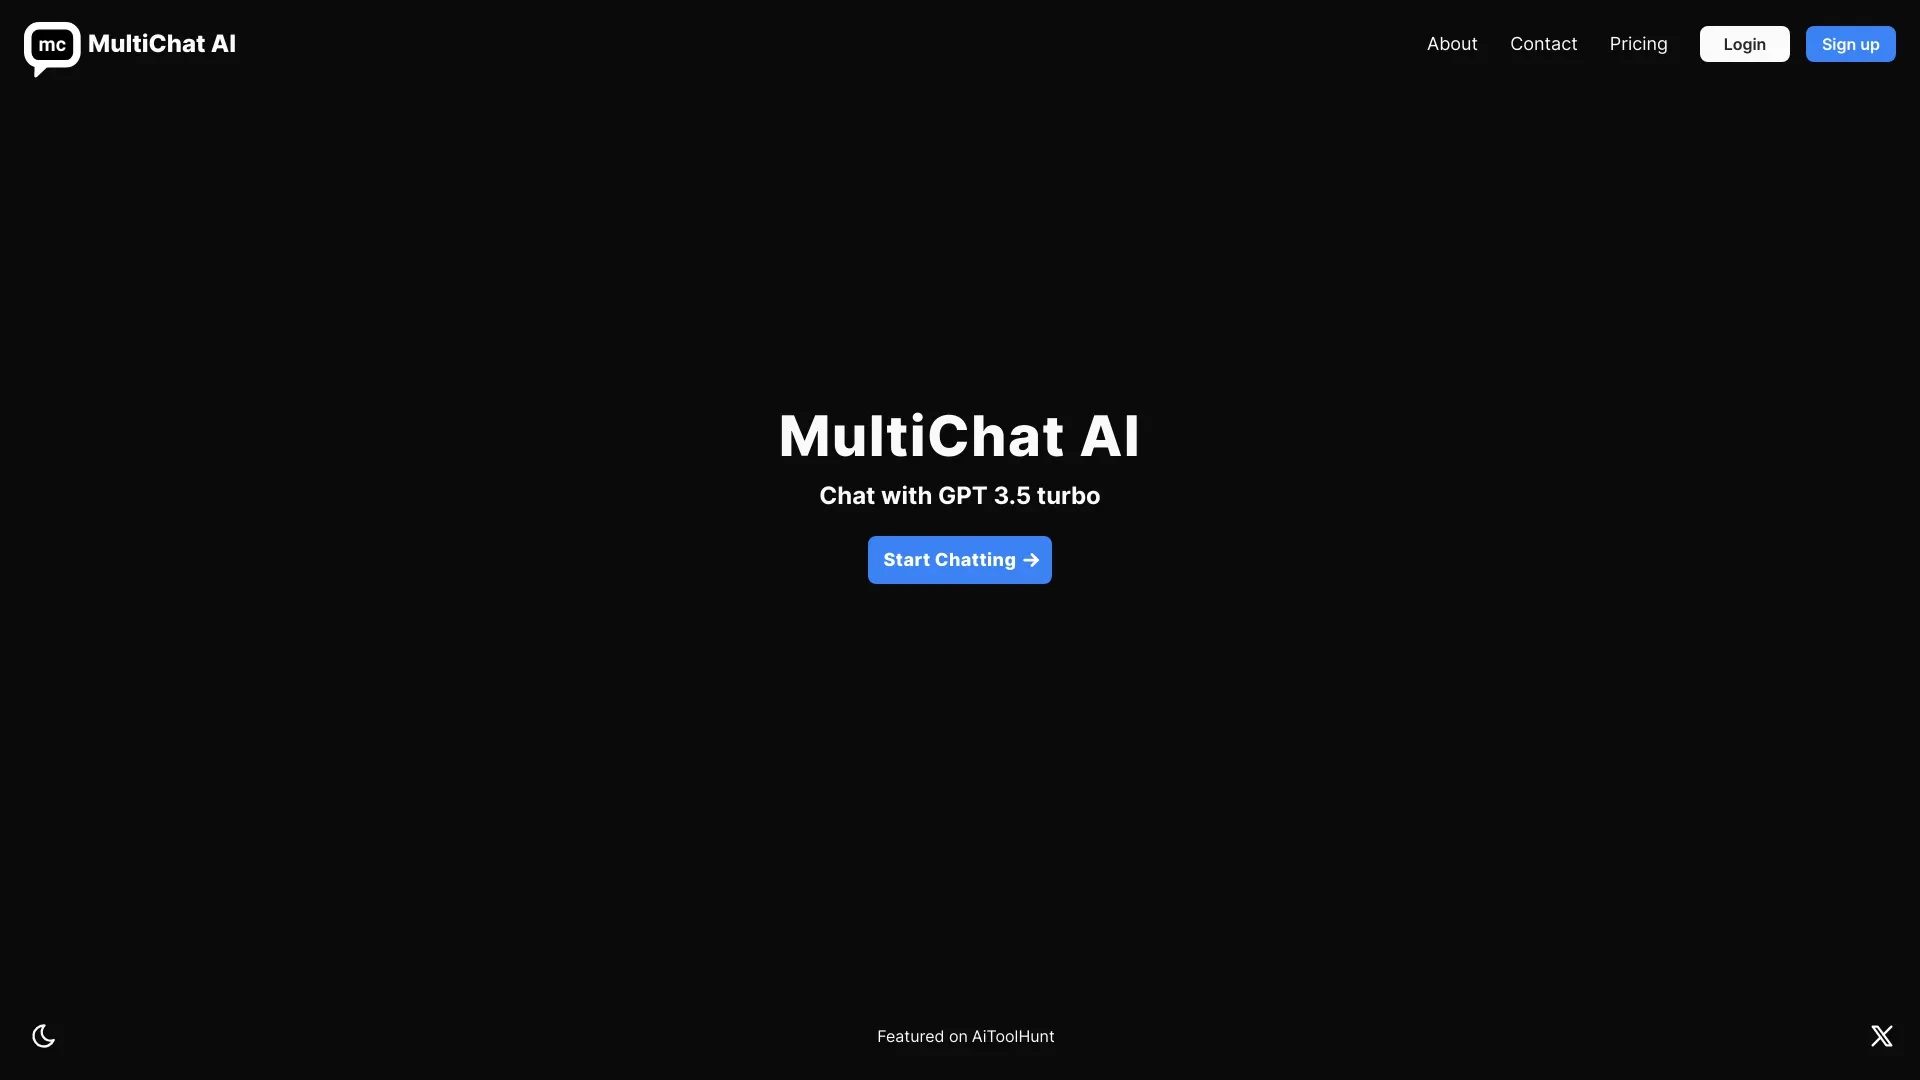 mc MultiChat AI
About Contact Pricing Login Sign up
MultiChat AI
Chat with GPT 3.5 turbo
Start Chatting →
Featured on AiToolHunt